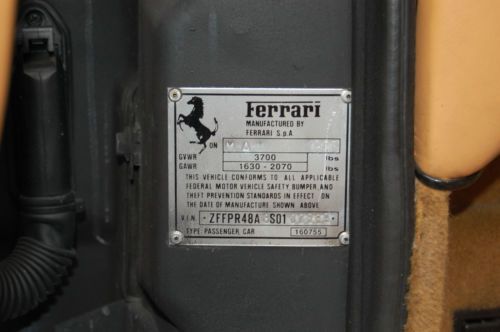 Ferrari
MANUFACTURED BY
FERRARI S.p.A
ON
GVWR 3700 lbs
GAWR 1630 - 2070 lbs
THIS VEHICLE CONFORMS TO ALL APPLICABLE
FEDERAL MOTOR VEHICLE SAFETY BUMPER, AND
THEFT PREVENTION STANDARDS IN EFFECT ON
THE DATE OF MANUFACTURE SHOWN ABOVE
V.I.N. ZFFPR48A S01
TYPE: PASSENGER CAR 160755